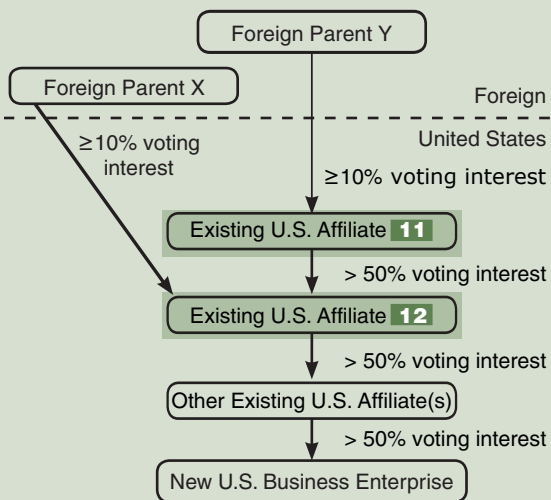 Foreign Parent Y
Foreign Parent X
Foreign
United States
≥10% voting
interest
≥10% voting interest
Existing U.S. Affiliate 11
> 50% voting interest
Existing U.S. Affiliate 12
> 50% voting interest
Other Existing U.S. Affiliate(s)
> 50% voting interest
New U.S. Business Enterprise